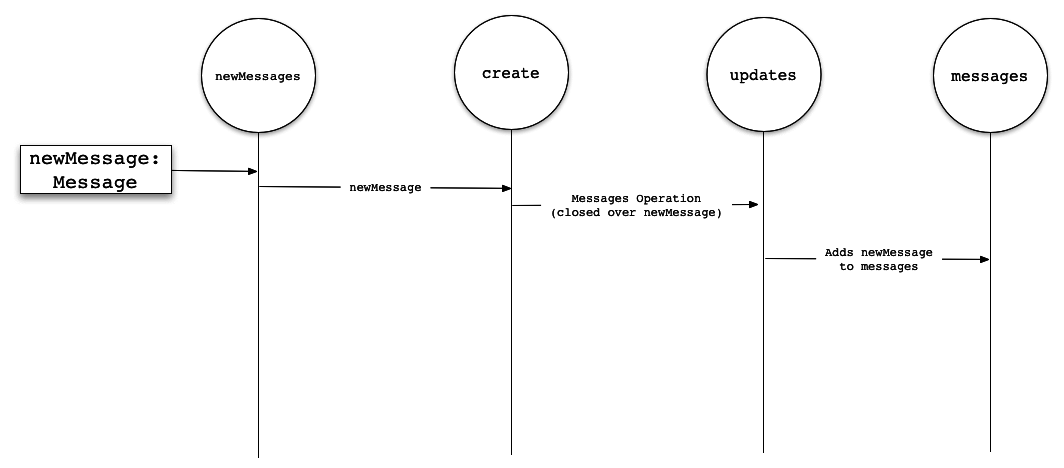 newMessages
create
updates
messages
newMessage:
Message
newMessage
Messages Operation
(closed over newMessage)
Adds newMessage
to messages